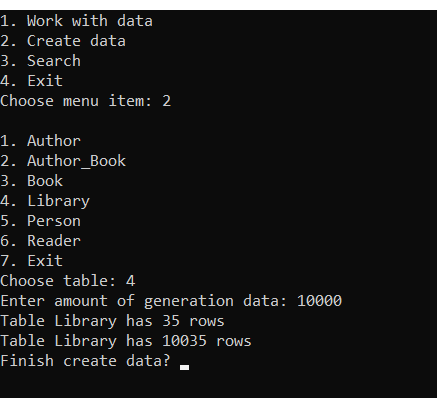 1. Work with data
2. Create data
3. Search
4. Exit
Choose menu item: 2
1. Author
2. Author_Book
3. Book
4. Library
5. Person
6. Reader
7. Exit
Choose table: 4
Enter amount of generation data: 10000
Table Library has 35 rows
Table Library has 10035 rows
Finish create data?